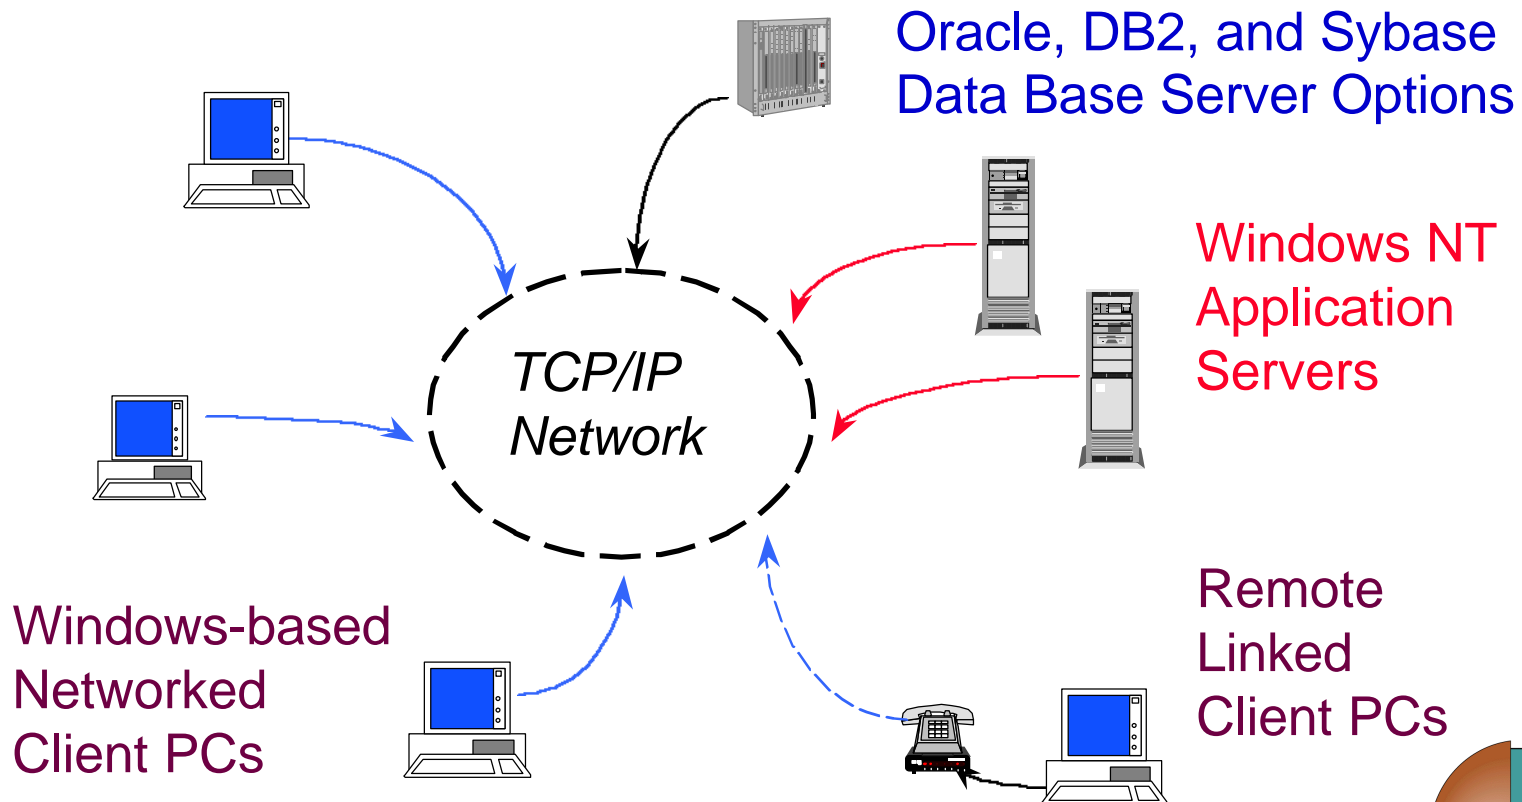 Oracle, DB2, and Sybase
Data Base Server Options
Windows NT
Application
Servers
TCP/IP
Network
Windows-based
Networked
Client PCs
Remote
Linked
Client PCs